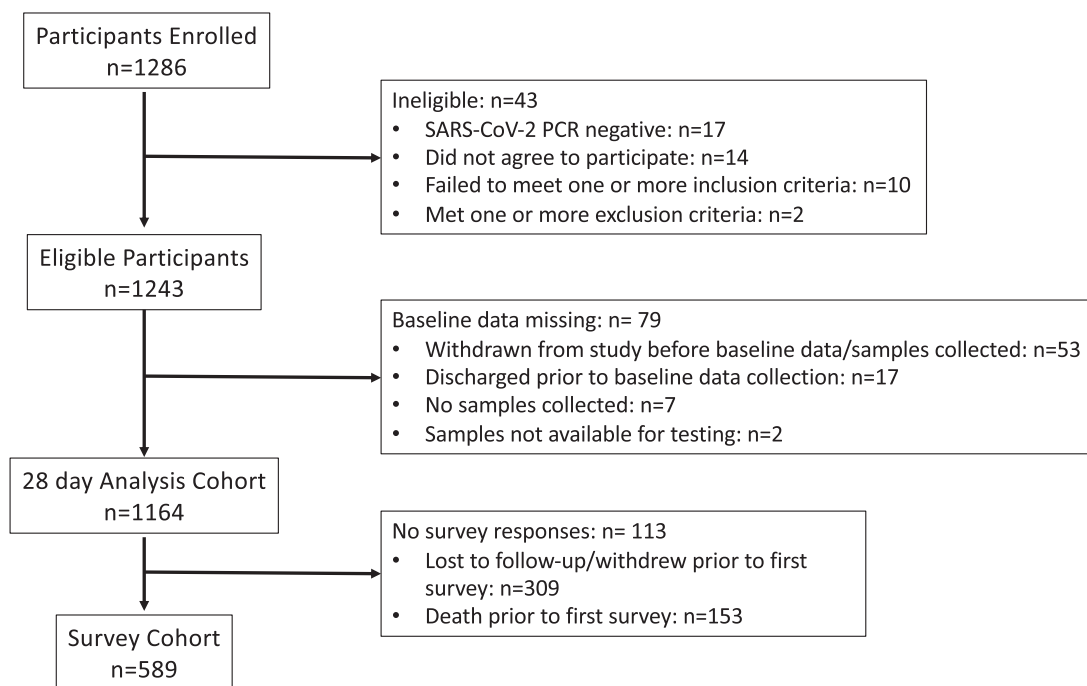 Participants Enrolled
n=1286
Ineligible: n=43
• SARS-CoV-2 PCR negative: n=17
• Did not agree to participate: n=14
• Failed to meet one or more inclusion criteria: n=10
• Met one or more exclusion criteria: n=2
Eligible Participants
n=1243
Baseline data missing: n= 79
• Withdrawn from study before baseline data/samples collected: n=53
• Discharged prior to baseline data collection: n=17
• No samples collected: n=7
• Samples not available for testing: n=2
28 day Analysis Cohort
n=1164
No survey responses: n= 113
• Lost to follow-up/withdrew prior to first
survey: n=309
• Death prior to first survey: n=153
Survey Cohort
n=589